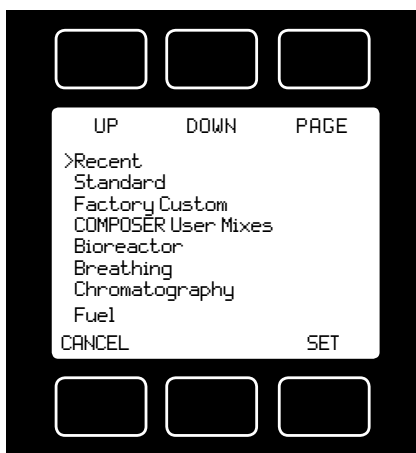 UP DOWN PAGE
>Recent
Standard
Factory Custom
COMPOSER User Mixes
Bioreactor
Breathing
Chromatography
Fuel
CANCEL SET